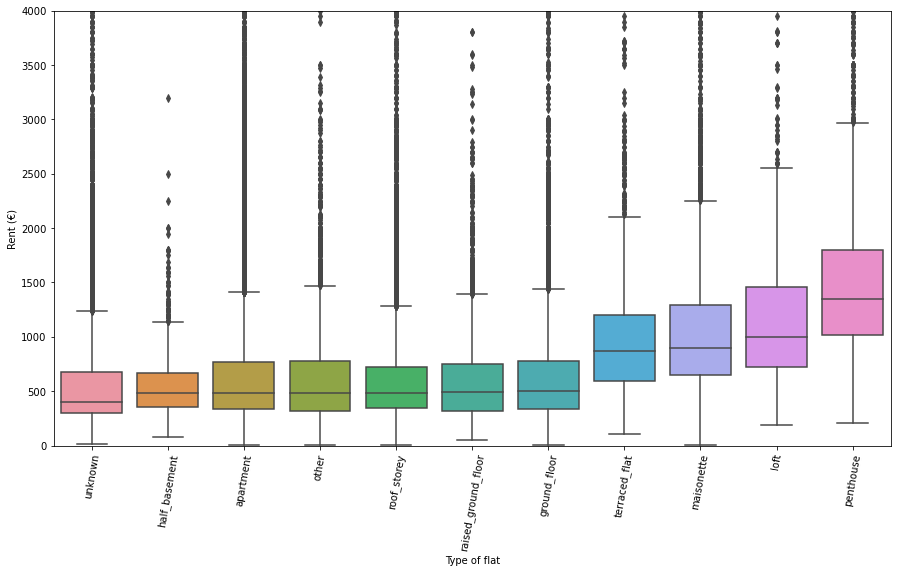 4000
3500
3000
2500
2000
1500
1000
500
0
Rent (€)
unknown
half_basement
apartment
other
roof_storey
raised_ground_floor
ground_floor
terraced_flat
maisonette
loft
penthouse
Type of flat